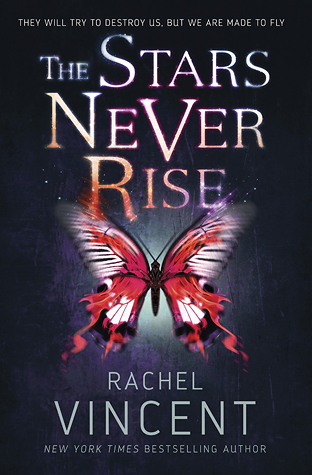 THEY WILL TRY TO DESTROY US, BUT WE ARE MADE TO FLY
THE STARS
NEVER
RISE
RACHEL
VINCENT
NEW YORK TIMES BESTSELLING AUTHOR